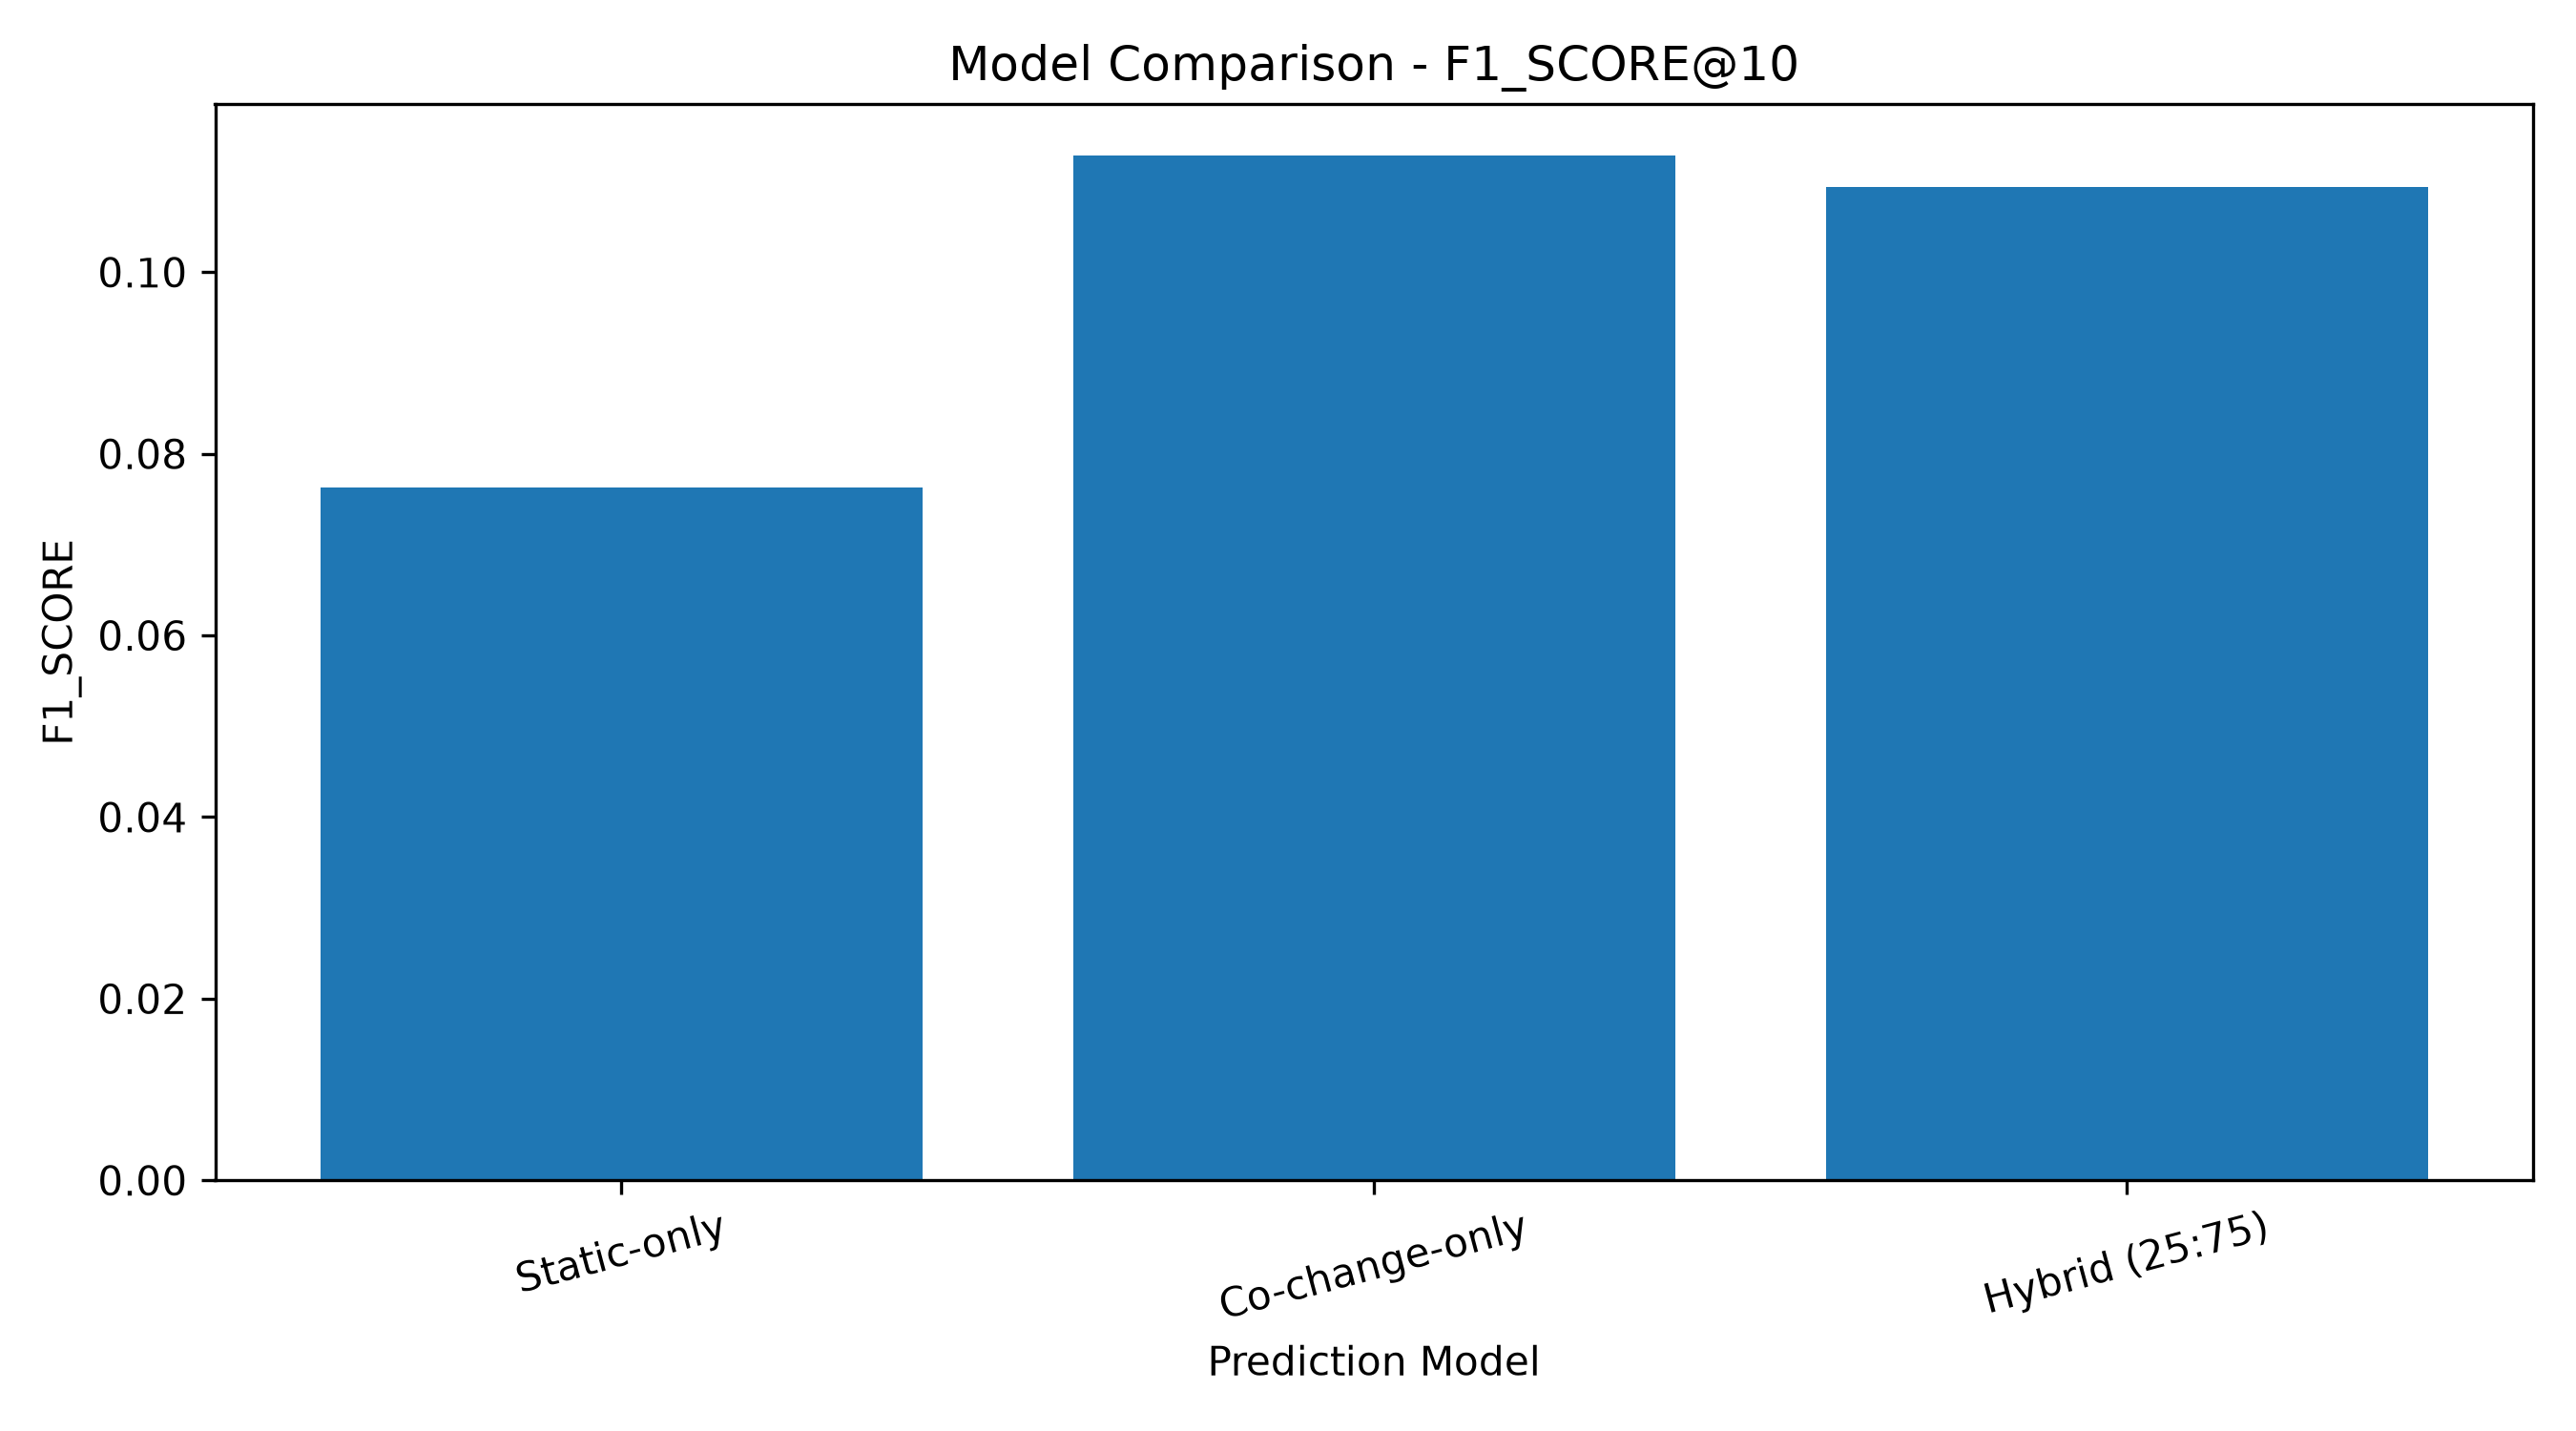 Model Comparison - F1_SCORE@10
F1_SCORE
0.10
0.08
0.06
0.04
0.02
0.00
Static-only
Co-change-only
Hybrid (25:75)
Prediction Model